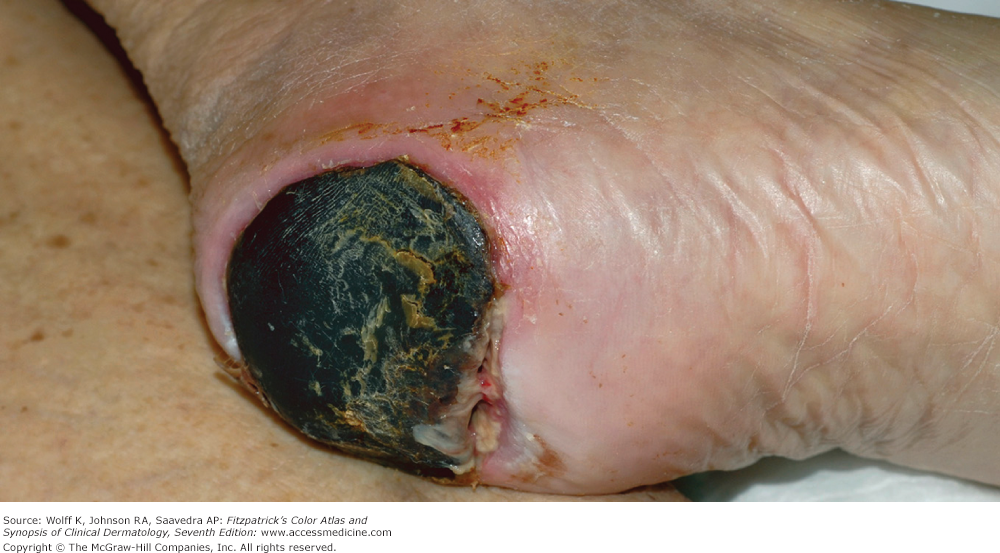 Source: Wolff K, Johnson RA, Saavedra AP: Fitzpatrick's Color Atlas and
Synopsis of Clinical Dermatology, Seventh Edition: www.accessmedicine.com
Copyright © The McGraw-Hill Companies, Inc. All rights reserved.